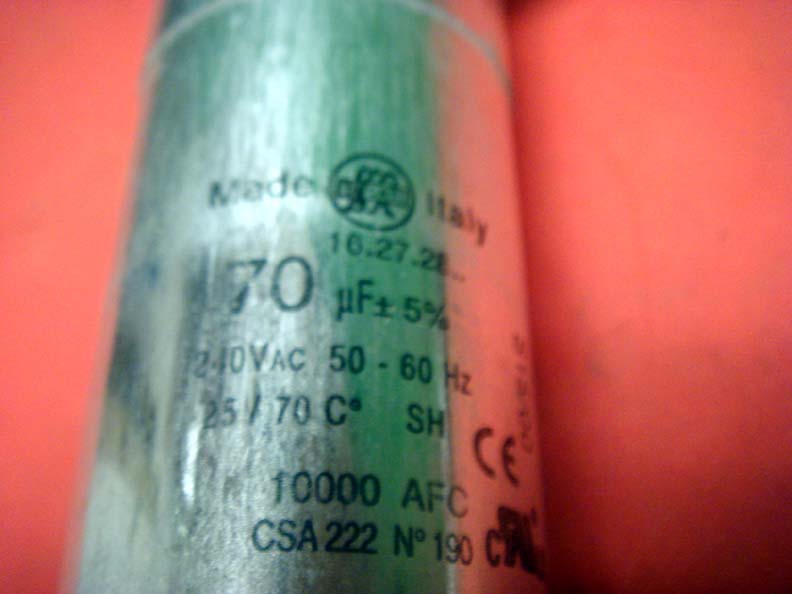 Made Italy
16.27.28..
70 µF ± 5%
240VAC 50 - 60 Hz
25 / 70 C° SH
CE
10000 AFC
CSA 222 N° 190